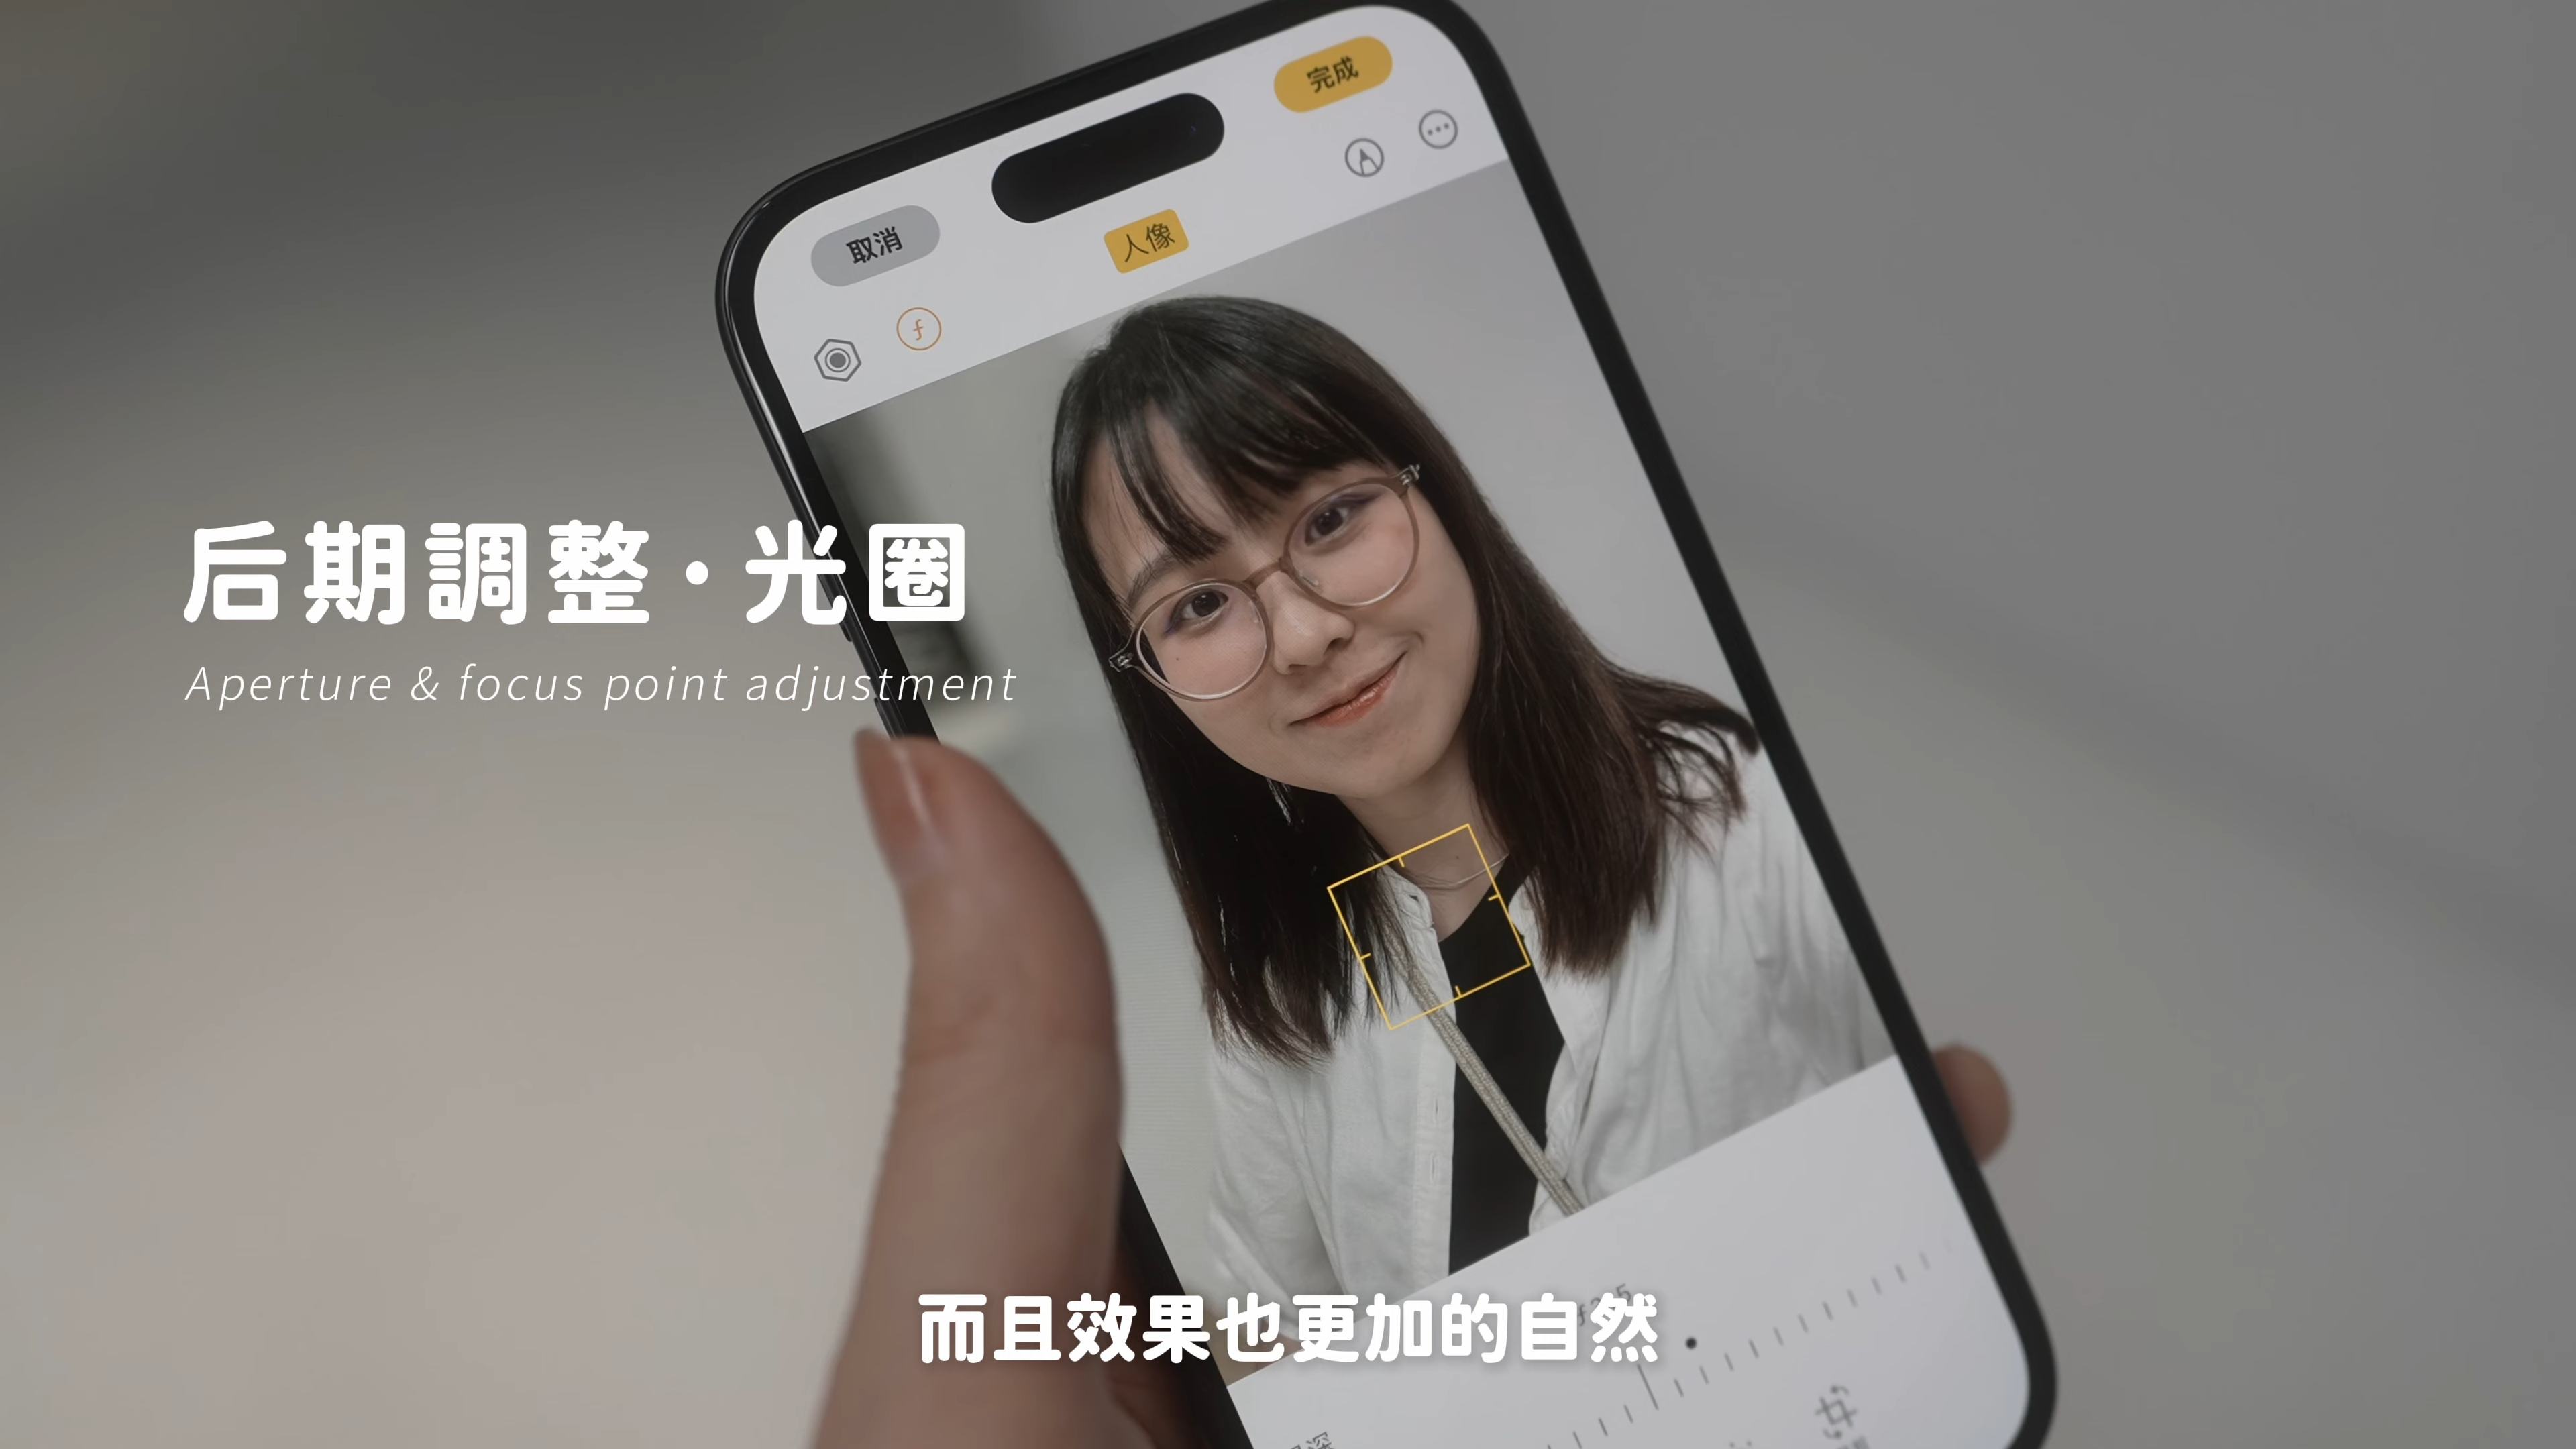 完成
取消
人像
f
后期調整·光圈
Aperture & focus point adjustment
而且效果也更加的自然